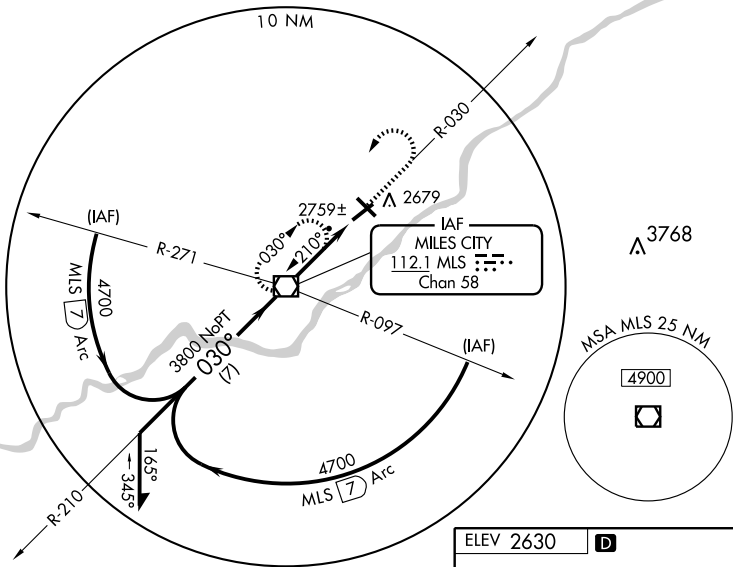 10 NM
R-030
(IAF)
2759±
2679
030°
210°
IAF
MILES CITY
112.1 MLS
Chan 58
3768
R-271
4700
MLS 7 Arc
3800 NoPT
030°
(7)
R-097
(IAF)
MSA MLS 25 NM
4900
165°
345°
R-210
4700
MLS 7 Arc
ELEV 2630 D